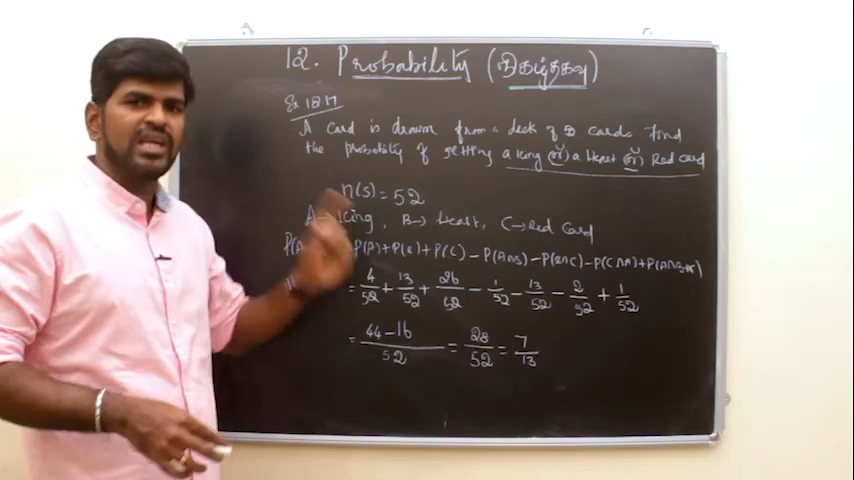 12. Probability (நிகழ்தகவு)
Ex 12.17
A card is drawn from a deck of 52 cards find
the probability of getting a king (or) a Heart (or) Red card
n(S) = 52
A → King, B → Heart, C → Red Card
P(A P(A) + P(B) + P(C) - P(A∩B) - P(B∩C) - P(C∩A) + P(A∩B∩C)
= 4/52 + 13/52 + 26/52 - 1/52 - 13/52 - 2/52 + 1/52
= 44-16/52 = 28/52 = 7/13